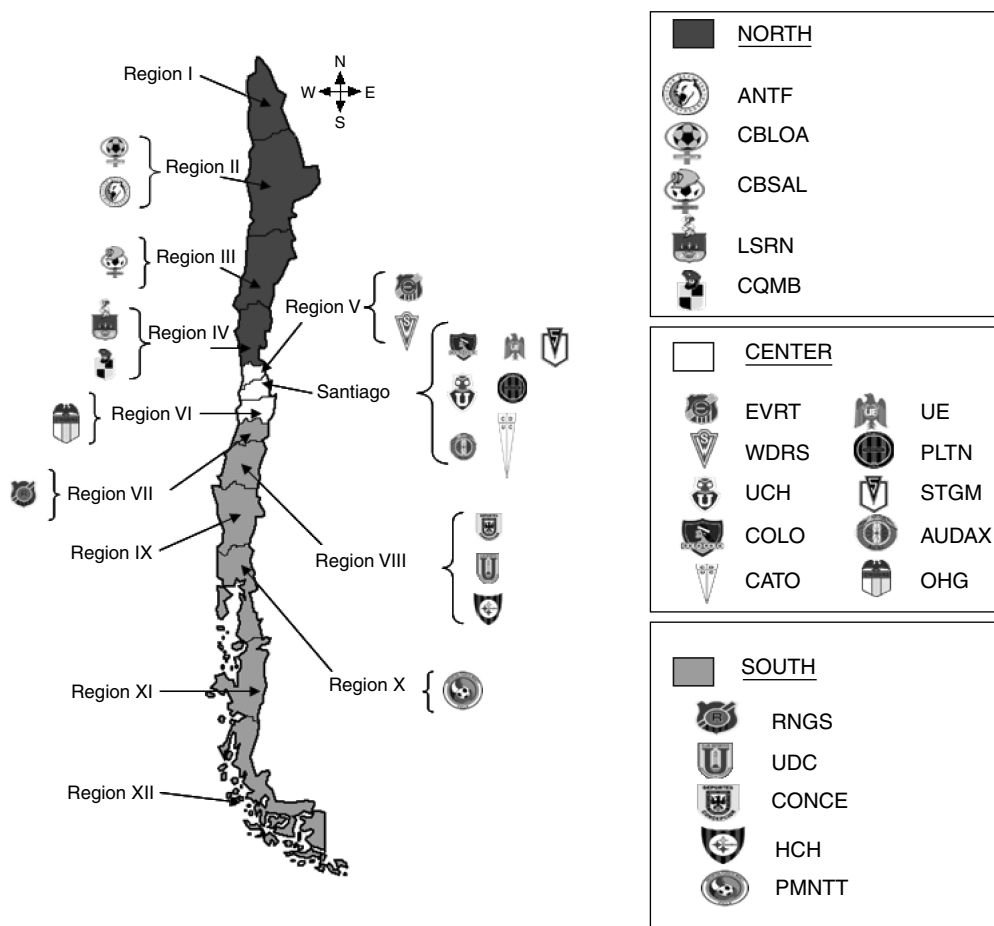 Region I
N
W
E
S
Region II
Region III
Region IV
Region V
Santiago
Region VI
Region VII
Region IX
Region VIII
Region X
Region XI
Region XII
NORTH
ANTF
CBLOA
CBSAL
LSRN
CQMB
CENTER
EVRT
UE
WDRS
PLTN
UCH
STGM
COLO
AUDAX
CATO
OHG
SOUTH
RNGS
UDC
CONCE
HCH
PMNTT